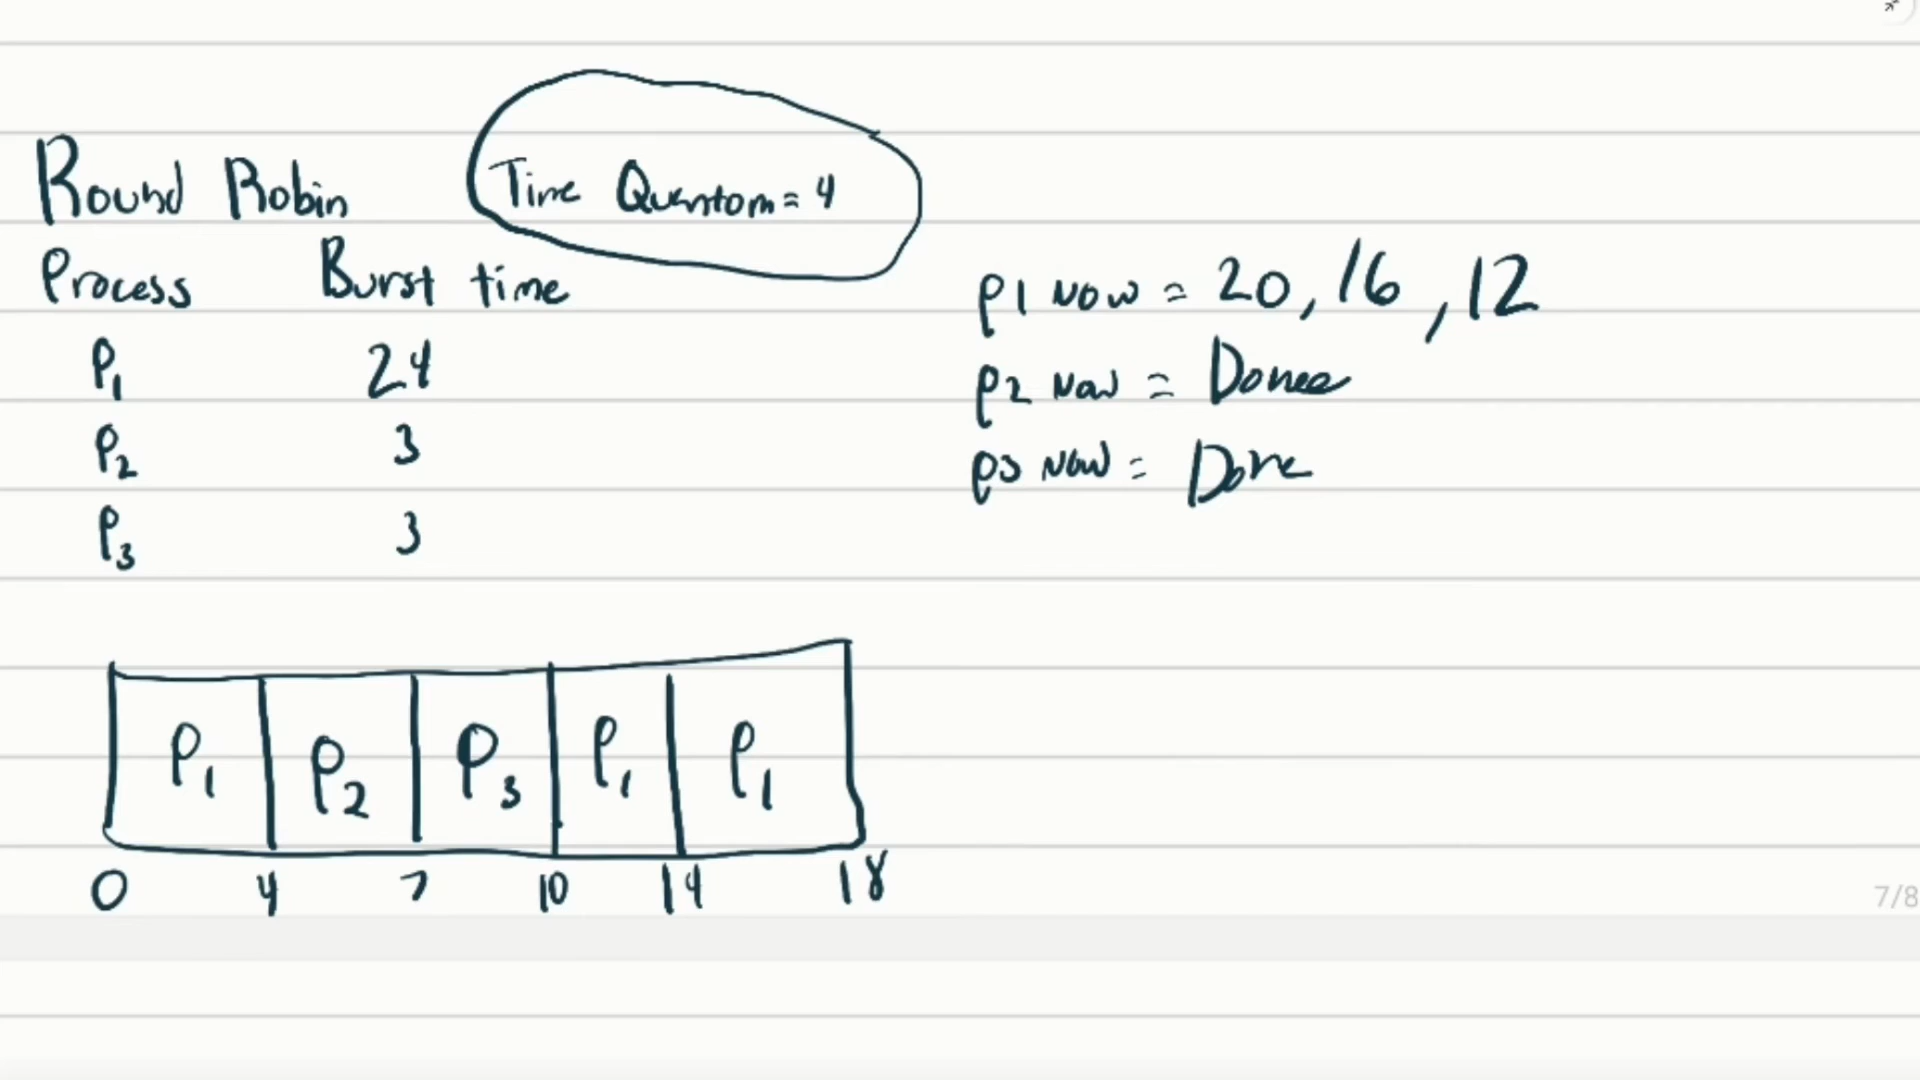 Round Robin Time Quantom = 4
Process Burst time
P1 24
P2 3
P3 3
p1 now = 20, 16, 12
p2 now = Donee
p3 now = Done
P1 P2 P3 P1 P1
0 4 7 10 14 18
7/8